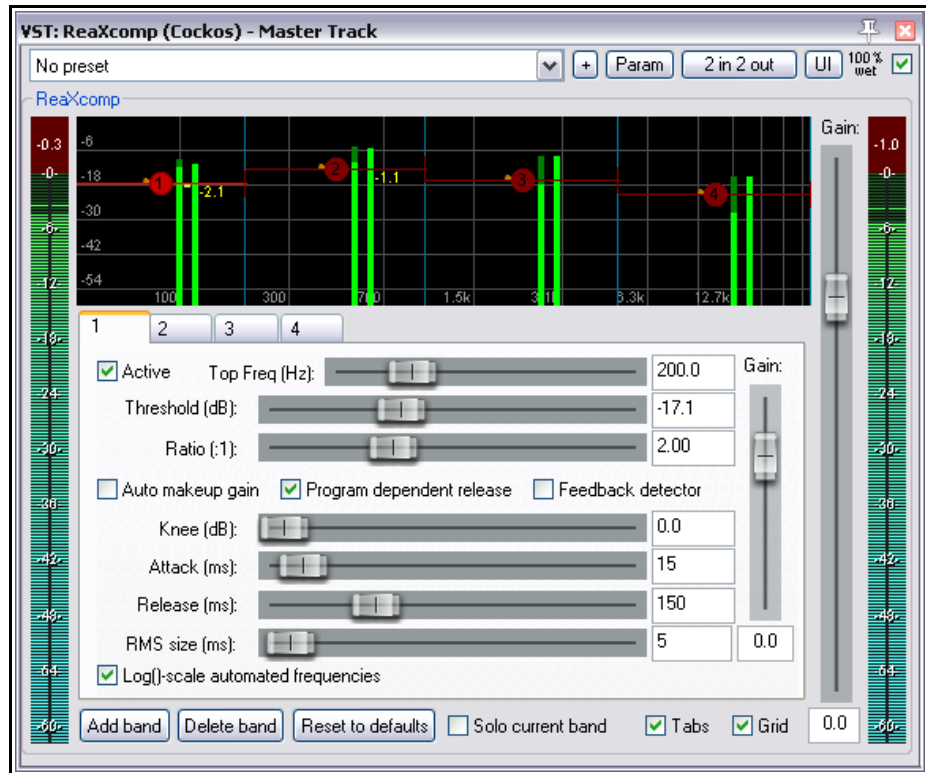 VST: ReaXcomp (Cockos) - Master Track
No preset + Param 2 in 2 out UI 100% wet
ReaXcomp
Gain:
-0.3 -6 -1.0
-0- -18 1 -2.1 2 -1.1 3 4 -0-
-30
-6- -42 -6-
-12- -54 100 300 700 1.5k 3.1k 6.3k 12.7k -12-
1 2 3 4
-18- -18-
Active Top Freq (Hz): 200.0 Gain:
-24- Threshold (dB): -17.1 -24-
-30- Ratio (:1): 2.00 -30-
Auto makeup gain Program dependent release Feedback detector
-36- -36-
Knee (dB): 0.0
-42- Attack (ms): 15 -42-
Release (ms): 150
-48- -48-
RMS size (ms): 5 0.0
-54- Log()-scale automated frequencies -54-
-60- Add band Delete band Reset to defaults Solo current band Tabs Grid 0.0 -60-